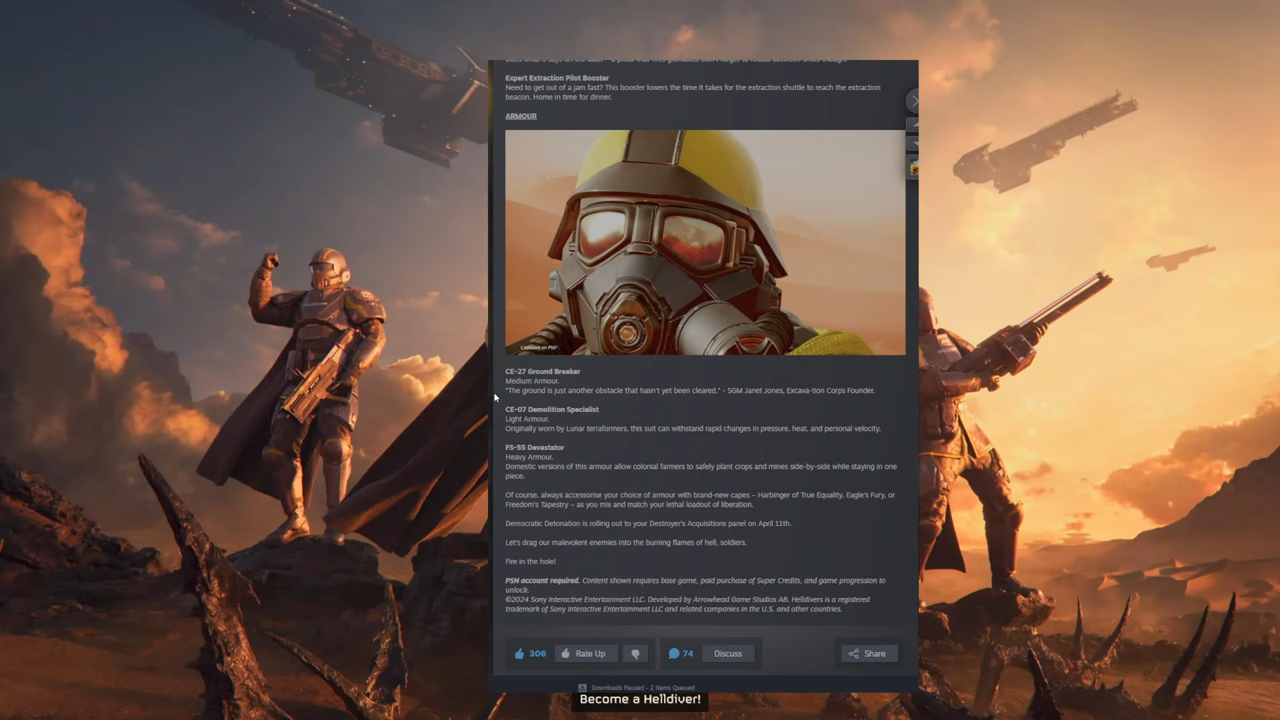 Expert Extraction Pilot Booster
Need to get out of a jam fast? This booster lowers the time it takes for the extraction shuttle to reach the extraction
beacon. Home in time for dinner.
ARMOUR
Captured on PS5®
CE-27 Ground Breaker
Medium Armour.
"The ground is just another obstacle that hasn't yet been cleared." - SGM Janet Jones, Excava-tion Corps Founder.
CE-07 Demolition Specialist
Light Armour.
Originally worn by Lunar terraformers, this suit can withstand rapid changes in pressure, heat, and personal velocity.
FS-55 Devastator
Heavy Armour.
Domestic versions of this armour allow colonial farmers to safely plant crops and mines side-by-side while staying in one
piece.
Of course, always accessorise your choice of armour with brand-new capes – Harbinger of True Equality, Eagle's Fury, or
Freedom's Tapestry – as you mix and match your lethal loadout of liberation.
Democratic Detonation is rolling out to your Destroyer's Acquisitions panel on April 11th.
Let's drag our malevolent enemies into the burning flames of hell, soldiers.
Fire in the hole!
PSN account required. Content shown requires base game, paid purchase of Super Credits, and game progression to
unlock.
©2024 Sony Interactive Entertainment LLC. Developed by Arrowhead Game Studios AB. Helldivers is a registered
trademark of Sony Interactive Entertainment LLC and related companies in the U.S. and other countries.
306 Rate Up 74 Discuss Share
Downloads Paused - 2 Items Queued
Become a Helldiver!